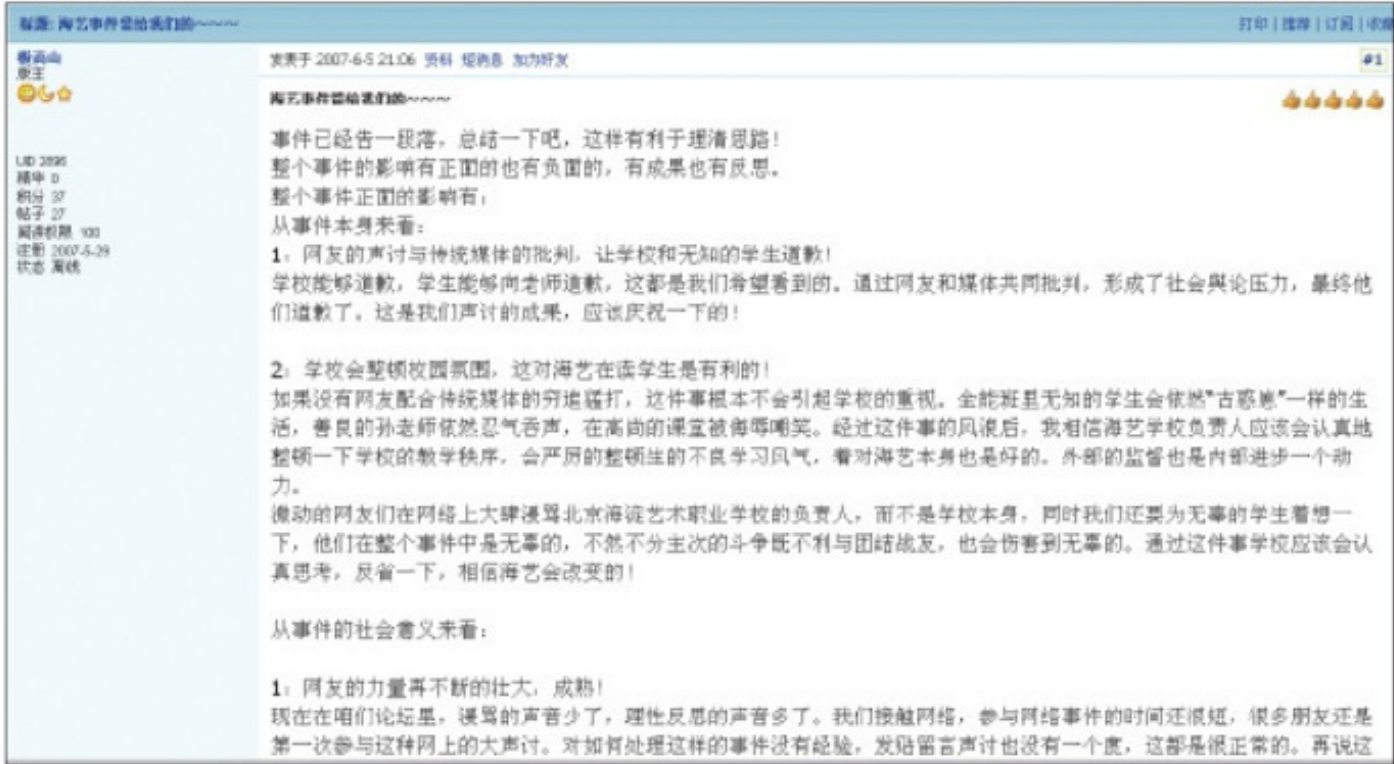 标题: 海艺事件留给我们的~~~~~
打印 | 推荐 | 订阅 | 收藏
版王
发表于 2007-6-5 21:06 资料 短消息 加为好友
#1
海艺事件留给我们的~~~~
事件已经告一段落，总结一下吧，这样有利于理清思路！
整个事件的影响有正面的也有负面的，有成果也有反思。
整个事件正面的影响有：
从事件本身来看：
1：网友的声讨与传统媒体的批判，让学校和无知的学生道歉！
学校能够道歉，学生能够向老师道歉，这都是我们希望看到的。通过网友和媒体共同批判，形成了社会舆论压力，最终他
们道歉了。这是我们声讨的成果，应该庆祝一下的！
2：学校会整顿校园氛围，这对海艺在读学生是有利的！
如果没有网友配合传统媒体的穷追猛打，这件事根本不会引起学校的重视。全能班里无知的学生会依然"古惑崽"一样的生
活，善良的孙老师依然忍气吞声，在高尚的课堂被侮辱嘲笑。经过这件事的风浪后，我相信海艺学校负责人应该会认真地
整顿一下学校的教学秩序，会严厉的整顿生的不良学习风气，着对海艺本身也是好的。外部的监督也是内部进步一个动
力。
激动的网友们在网络上大肆漫骂北京海淀艺术职业学校的负责人，而不是学校本身，同时我们还要为无辜的学生着想一
下，他们在整个事件中是无辜的，不然不分主次的斗争既不利与团结战友，也会伤害到无辜的。通过这件事学校应该会认
真思考，反省一下，相信海艺会改变的！
从事件的社会意义来看：
1：网友的力量再不断的壮大，成熟！
现在在咱们论坛里，谩骂的声音少了，理性反思的声音多了。我们接触网络，参与网络事件的时间还很短，很多朋友还是
第一次参与这种网上的大声讨。对如何处理这样的事件没有经验，发贴留言声讨也没有一个度，这都是很正常的。再说这
UID 2896
精华 0
积分 37
帖子 27
阅读权限 100
注册 2007-5-29
状态 离线